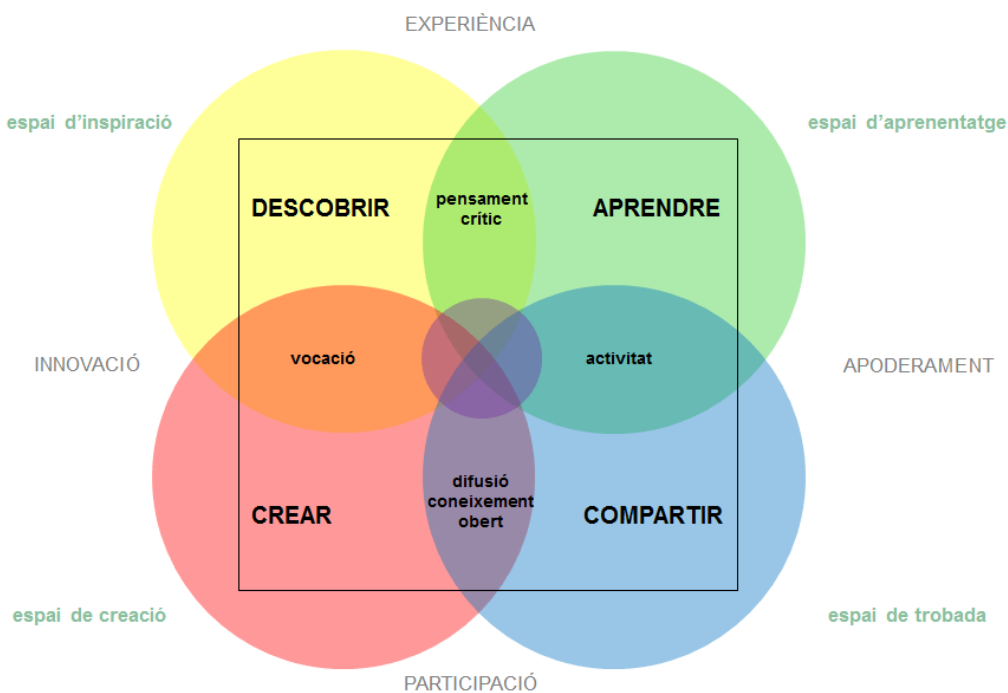 EXPERIÈNCIA
espai d'inspiració
espai d'aprenentatge
DESCOBRIR
pensament
crític
APRENDRE
INNOVACIÓ
vocació
activitat
APODERAMENT
CREAR
difusió
coneixement
obert
COMPARTIR
espai de creació
espai de trobada
PARTICIPACIÓ